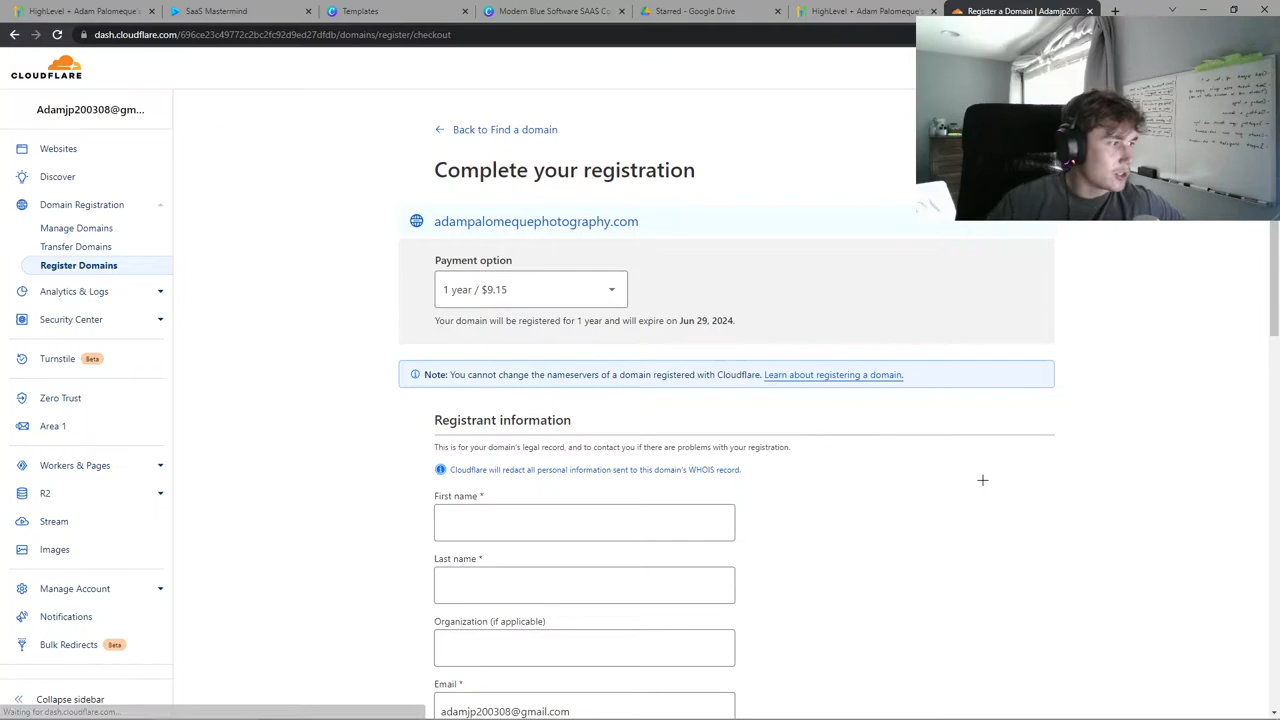 HighLevel + Adam Palomeque's
SaaS Mastermind
Templates
Modern Blue Software SAAS Co
Starred - Google Drive
HighLevel + Adam Palomeque's
Register a Domain | Adamjp200
dash.cloudflare.com/696ce23c49772c2bc2fc92d9ed27dfdb/domains/register/checkout
CLOUDFLARE
Adamjp200308@gm...
Websites
Discover
Domain Registration
Manage Domains
Transfer Domains
Register Domains
Analytics & Logs
Security Center
Turnstile Beta
Zero Trust
Area 1
Workers & Pages
R2
Stream
Images
Manage Account
Notifications
Bulk Redirects Beta
Collapse sidebar
Waiting for dash.cloudflare.com...
Back to Find a domain
Complete your registration
adampalomequephotography.com
Payment option
1 year / $9.15
Your domain will be registered for 1 year and will expire on Jun 29, 2024.
Note: You cannot change the nameservers of a domain registered with Cloudflare. Learn about registering a domain.
Registrant information
This is for your domain's legal record, and to contact you if there are problems with your registration.
Cloudflare will redact all personal information sent to this domain's WHOIS record.
First name *
Last name *
Organization (if applicable)
Email *
adamjp200308@gmail.com